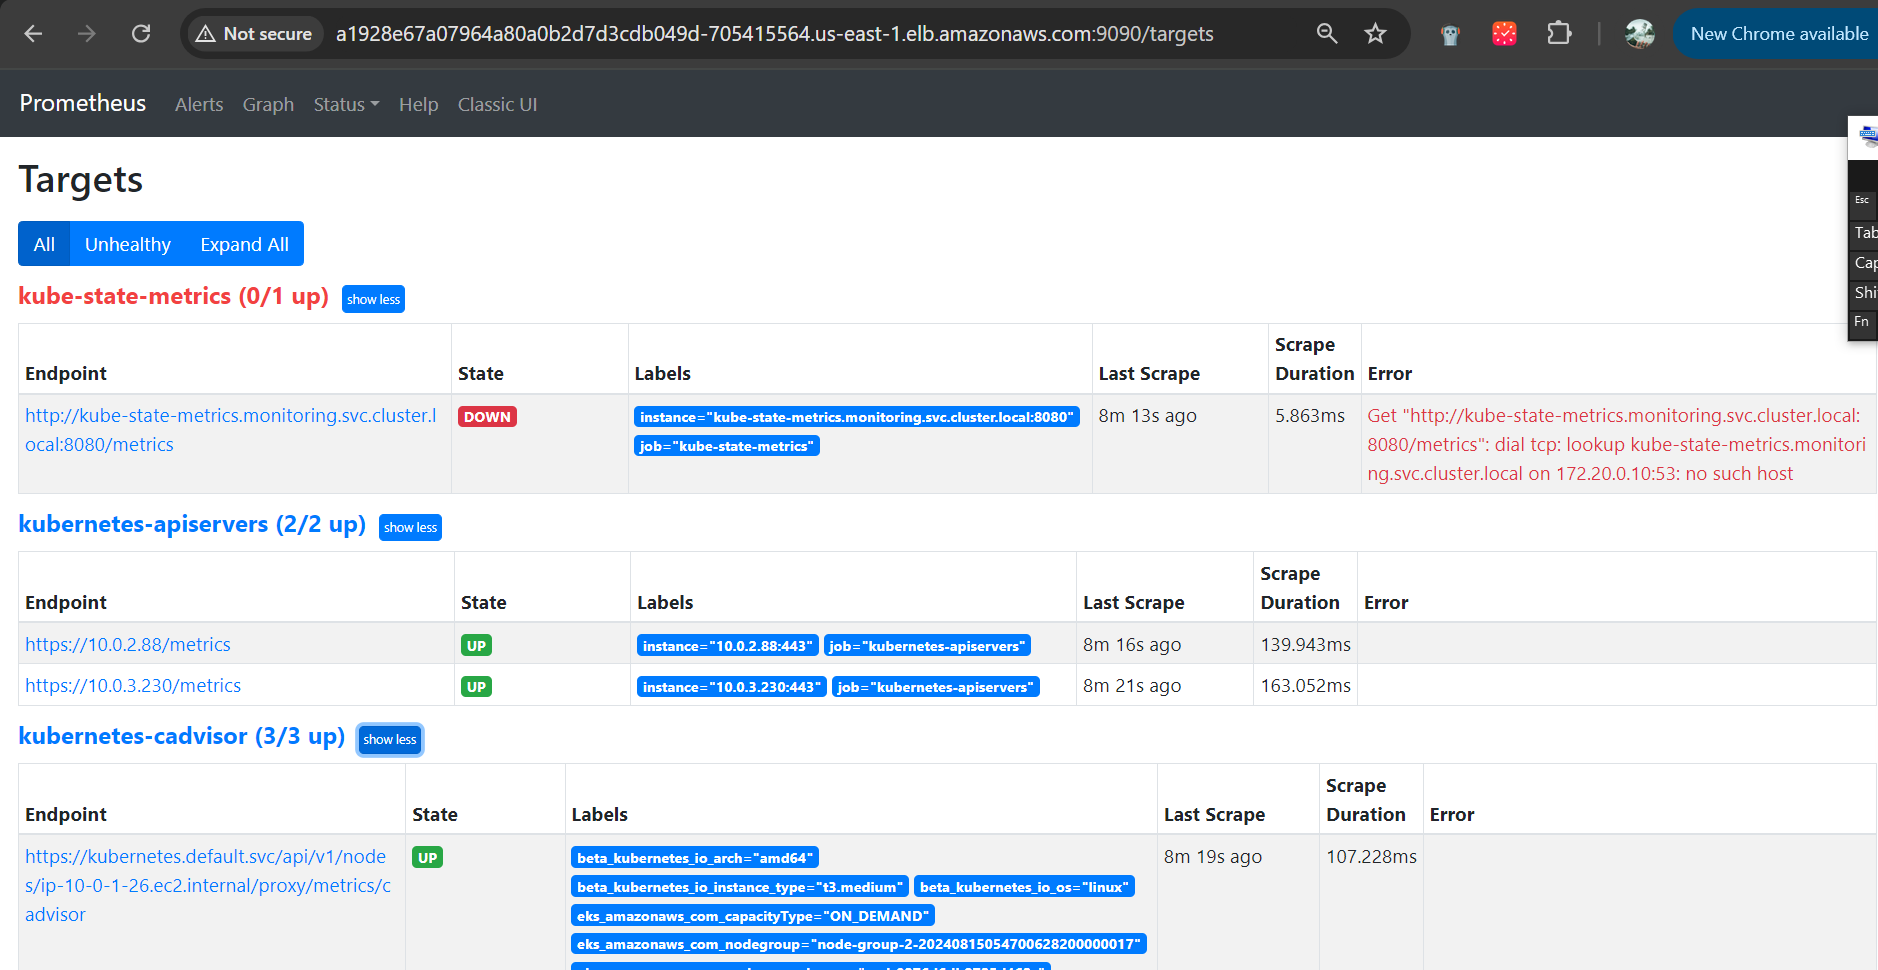 Not secure a1928e67a07964a80a0b2d7d3cdb049d-705415564.us-east-1.elb.amazonaws.com:9090/targets New Chrome available
Prometheus Alerts Graph Status Help Classic UI
Targets
All Unhealthy Expand All
kube-state-metrics (0/1 up) show less
Endpoint State Labels Last Scrape Scrape Duration Error
http://kube-state-metrics.monitoring.svc.cluster.l
ocal:8080/metrics
DOWN
instance="kube-state-metrics.monitoring.svc.cluster.local:8080"
job="kube-state-metrics"
8m 13s ago
5.863ms
Get "http://kube-state-metrics.monitoring.svc.cluster.local:
8080/metrics": dial tcp: lookup kube-state-metrics.monitori
ng.svc.cluster.local on 172.20.0.10:53: no such host
kubernetes-apiservers (2/2 up) show less
Endpoint State Labels Last Scrape Scrape Duration Error
https://10.0.2.88/metrics UP instance="10.0.2.88:443" job="kubernetes-apiservers" 8m 16s ago 139.943ms
https://10.0.3.230/metrics UP instance="10.0.3.230:443" job="kubernetes-apiservers" 8m 21s ago 163.052ms
kubernetes-cadvisor (3/3 up) show less
Endpoint State Labels Last Scrape Scrape Duration Error
https://kubernetes.default.svc/api/v1/node
s/ip-10-0-1-26.ec2.internal/proxy/metrics/c
advisor
UP
beta_kubernetes_io_arch="amd64"
beta_kubernetes_io_instance_type="t3.medium" beta_kubernetes_io_os="linux"
eks_amazonaws_com_capacityType="ON_DEMAND"
eks_amazonaws_com_nodegroup="node-group-2-20240815054700628200000017"
8m 19s ago
107.228ms
Esc
Tab
Cap
Shi
Fn